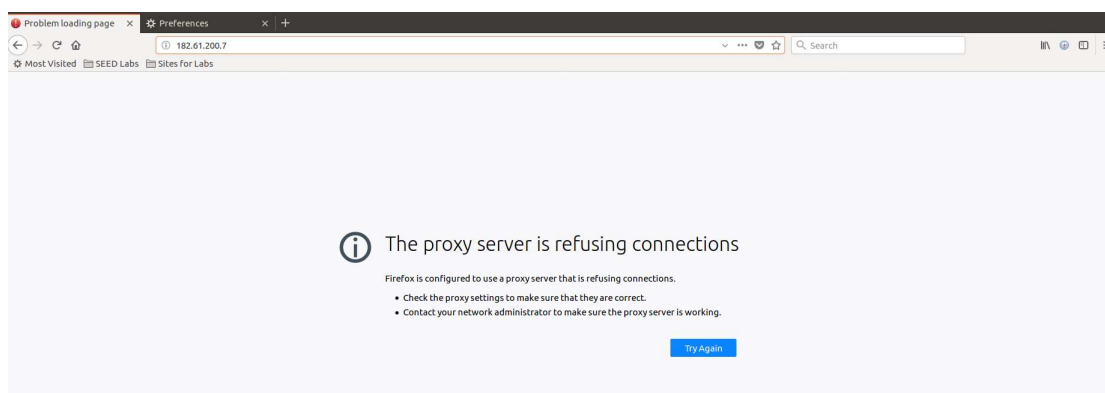 Problem loading page
Preferences
182.61.200.7
Search
Most Visited SEED Labs Sites for Labs
The proxy server is refusing connections
Firefox is configured to use a proxy server that is refusing connections.
• Check the proxy settings to make sure that they are correct.
• Contact your network administrator to make sure the proxy server is working.
Try Again